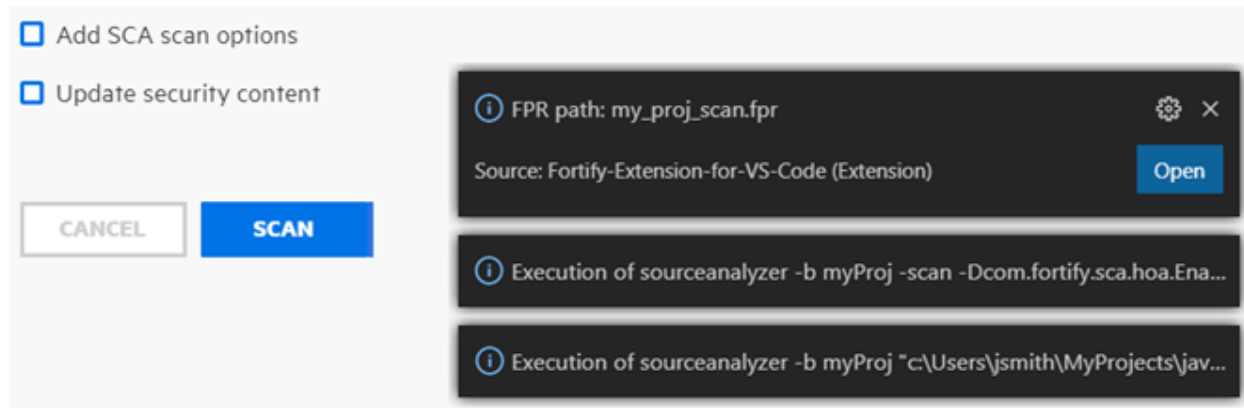 Add SCA scan options
Update security content
CANCEL
SCAN
FPR path: my_proj_scan.fpr
Source: Fortify-Extension-for-VS-Code (Extension)
Open
Execution of sourceanalyzer -b myProj -scan -Dcom.fortify.sca.hoa.Ena...
Execution of sourceanalyzer -b myProj "c:\Users\jsmith\MyProjects\jav...